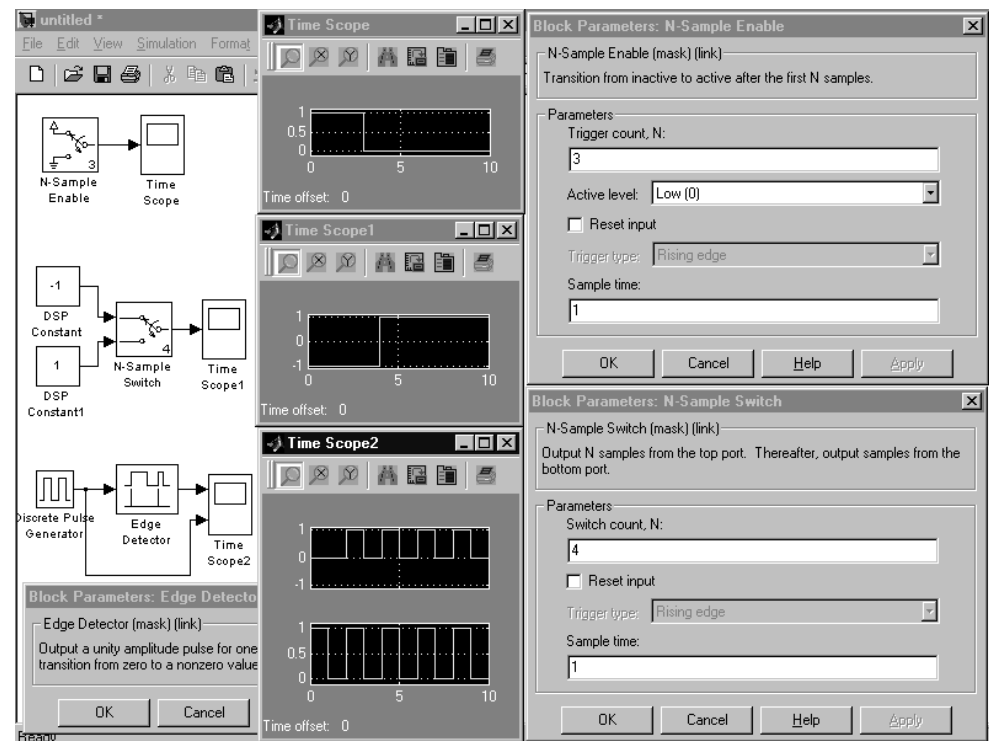 untitled *
File Edit View Simulation Format
N-Sample
Enable
3
Time
Scope
-1
DSP
Constant
1
DSP
Constant1
4
N-Sample
Switch
Time
Scope1
Discrete Pulse
Generator
Edge
Detector
Time
Scope2
Block Parameters: Edge Detecto
Edge Detector (mask) (link)
Output a unity amplitude pulse for one
transition from zero to a nonzero value
OK Cancel
Ready
Time Scope
1
0.5
0
0 5 10
Time offset: 0
Time Scope1
1
0
-1
0 5 10
Time offset: 0
Time Scope2
1
0
-1
1
0.5
0
0 5 10
Time offset: 0
Block Parameters: N-Sample Enable
N-Sample Enable (mask) (link)
Transition from inactive to active after the first N samples.
Parameters
Trigger count, N:
3
Active level: Low (0)
Reset input
Trigger type: Rising edge
Sample time:
1
OK Cancel Help Apply
Block Parameters: N-Sample Switch
N-Sample Switch (mask) (link)
Output N samples from the top port. Thereafter, output samples from the
bottom port.
Parameters
Switch count, N:
4
Reset input
Trigger type: Rising edge
Sample time:
1
OK Cancel Help Apply